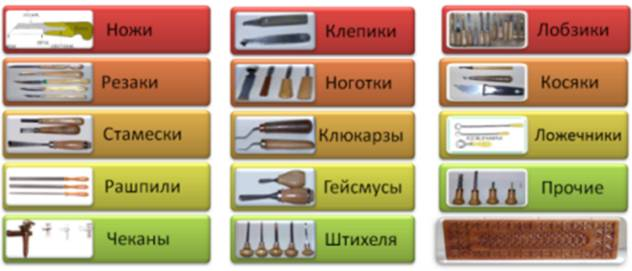 Ножи
Клепики
Лобзики
Резаки
Ноготки
Косяки
Стамески
Клюкарзы
Ложечники
Рашпили
Гейсмусы
Прочие
Чеканы
Штихеля